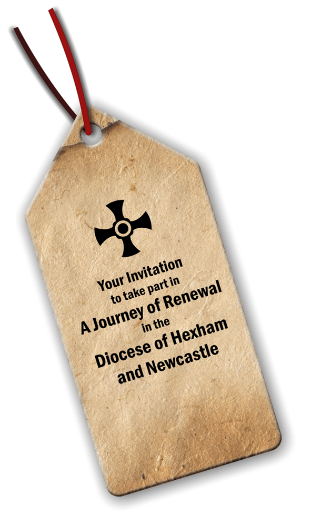 Your Invitation
to take part in
A Journey of Renewal
in the
Diocese of Hexham
and Newcastle